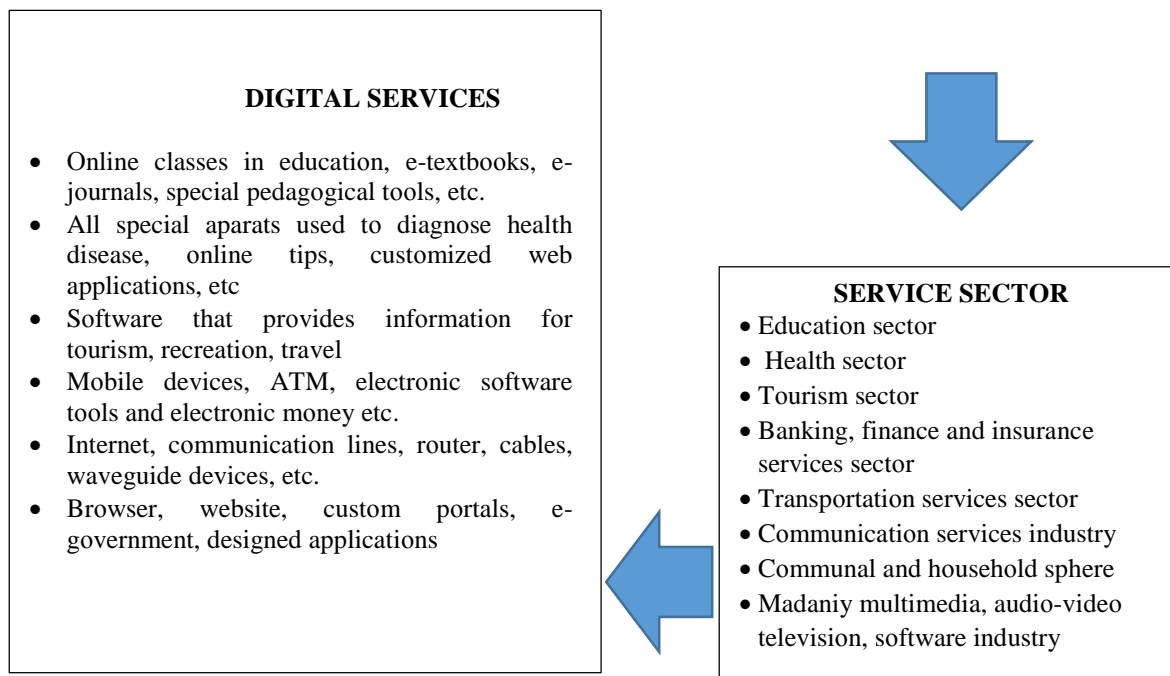 DIGITAL SERVICES
• Online classes in education, e-textbooks, e-
journals, special pedagogical tools, etc.
• All special aparats used to diagnose health
disease, online tips, customized web
applications, etc
• Software that provides information for
tourism, recreation, travel
• Mobile devices, ATM, electronic software
tools and electronic money etc.
• Internet, communication lines, router, cables,
waveguide devices, etc.
• Browser, website, custom portals, e-
government, designed applications
SERVICE SECTOR
• Education sector
• Health sector
• Tourism sector
• Banking, finance and insurance
services sector
• Transportation services sector
• Communication services industry
• Communal and household sphere
• Madaniy multimedia, audio-video
television, software industry